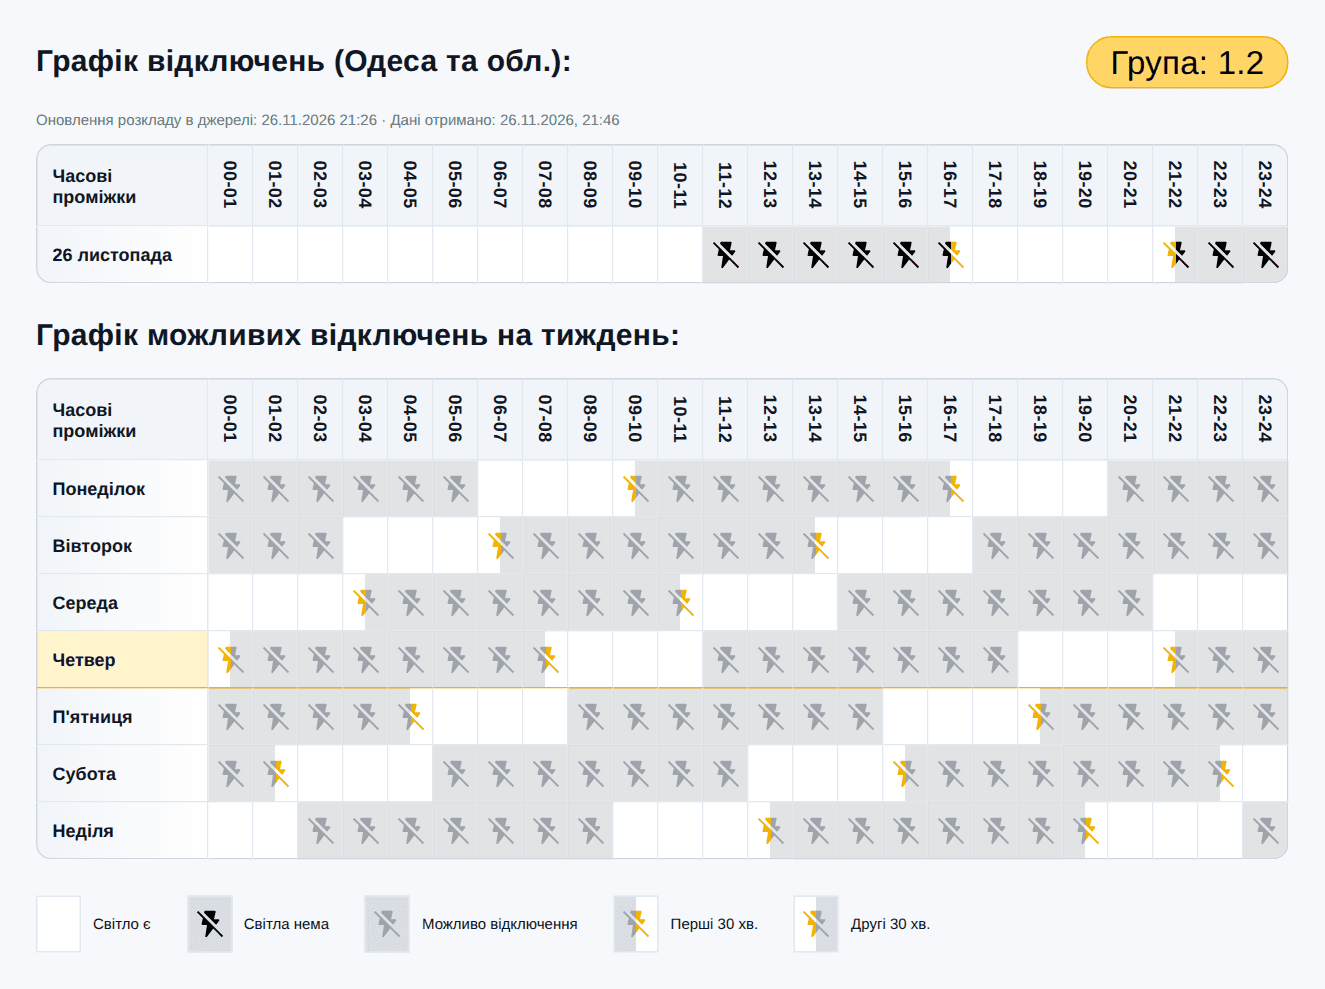 Графік відключень (Одеса та обл.):
Група: 1.2
Оновлення розкладу в джерелі: 26.11.2026 21:26 · Дані отримано: 26.11.2026, 21:46
Часові проміжки 00-01 01-02 02-03 03-04 04-05 05-06 06-07 07-08 08-09 09-10 10-11 11-12 12-13 13-14 14-15 15-16 16-17 17-18 18-19 19-20 20-21 21-22 22-23 23-24
26 листопада
Графік можливих відключень на тиждень:
Часові проміжки 00-01 01-02 02-03 03-04 04-05 05-06 06-07 07-08 08-09 09-10 10-11 11-12 12-13 13-14 14-15 15-16 16-17 17-18 18-19 19-20 20-21 21-22 22-23 23-24
Понеділок
Вівторок
Середа
Четвер
П'ятниця
Субота
Неділя
Світло є Світла нема Можливо відключення Перші 30 хв. Другі 30 хв.